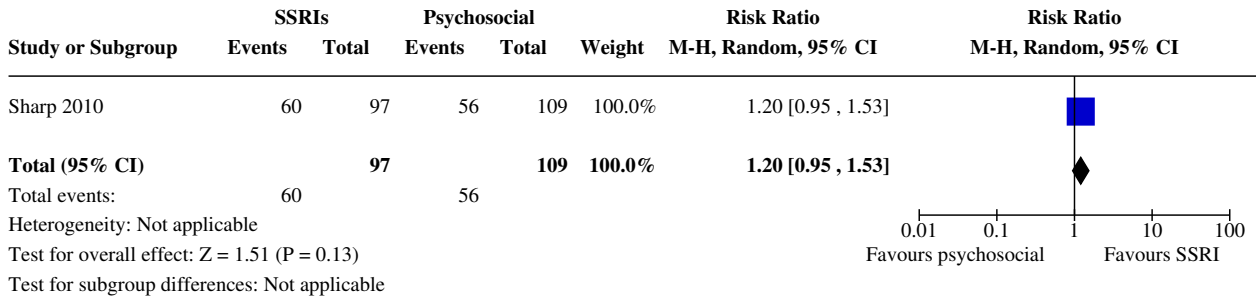 SSRIs Psychosocial Risk Ratio Risk Ratio
Study or Subgroup Events Total Events Total Weight M-H, Random, 95% CI M-H, Random, 95% CI
Sharp 2010 60 97 56 109 100.0% 1.20 [0.95 , 1.53]
Total (95% CI) 97 109 100.0% 1.20 [0.95 , 1.53]
Total events: 60 56
Heterogeneity: Not applicable
0.01 0.1 1 10 100
Test for overall effect: Z = 1.51 (P = 0.13) Favours psychosocial Favours SSRI
Test for subgroup differences: Not applicable